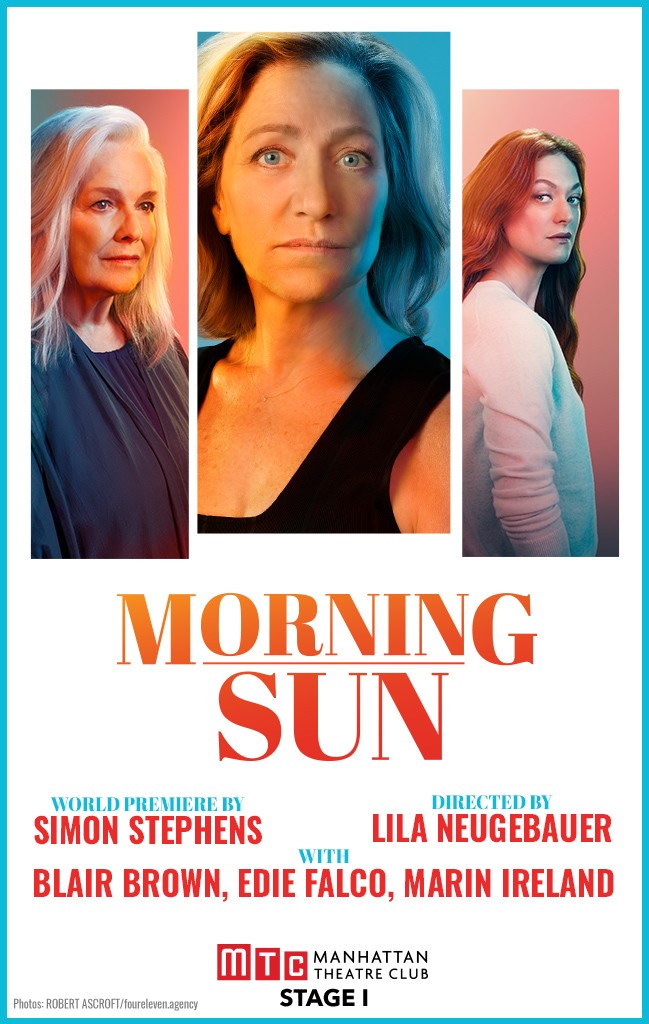 MORNING
SUN
WORLD PREMIERE BY
SIMON STEPHENS
DIRECTED BY
LILA NEUGEBAUER
WITH
BLAIR BROWN, EDIE FALCO, MARIN IRELAND
MTC MANHATTAN
THEATRE CLUB
STAGE I
Photos: ROBERT ASCROFT/foureleven.agency